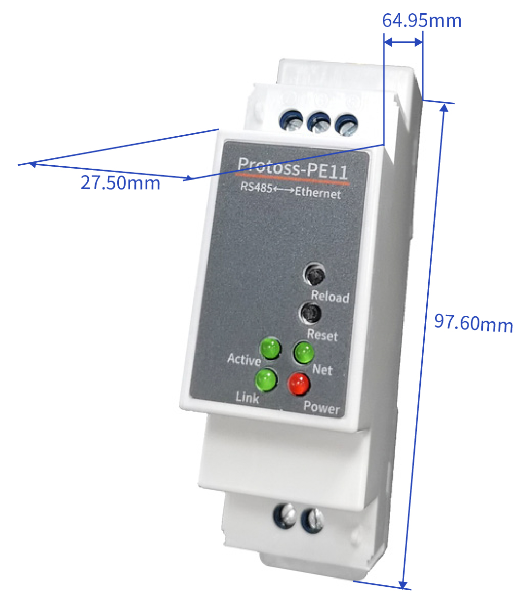 64.95mm
27.50mm
Protoss-PE11
RS485<-->Ethernet
97.60mm
Reload
Reset
Active
Net
Link
Power